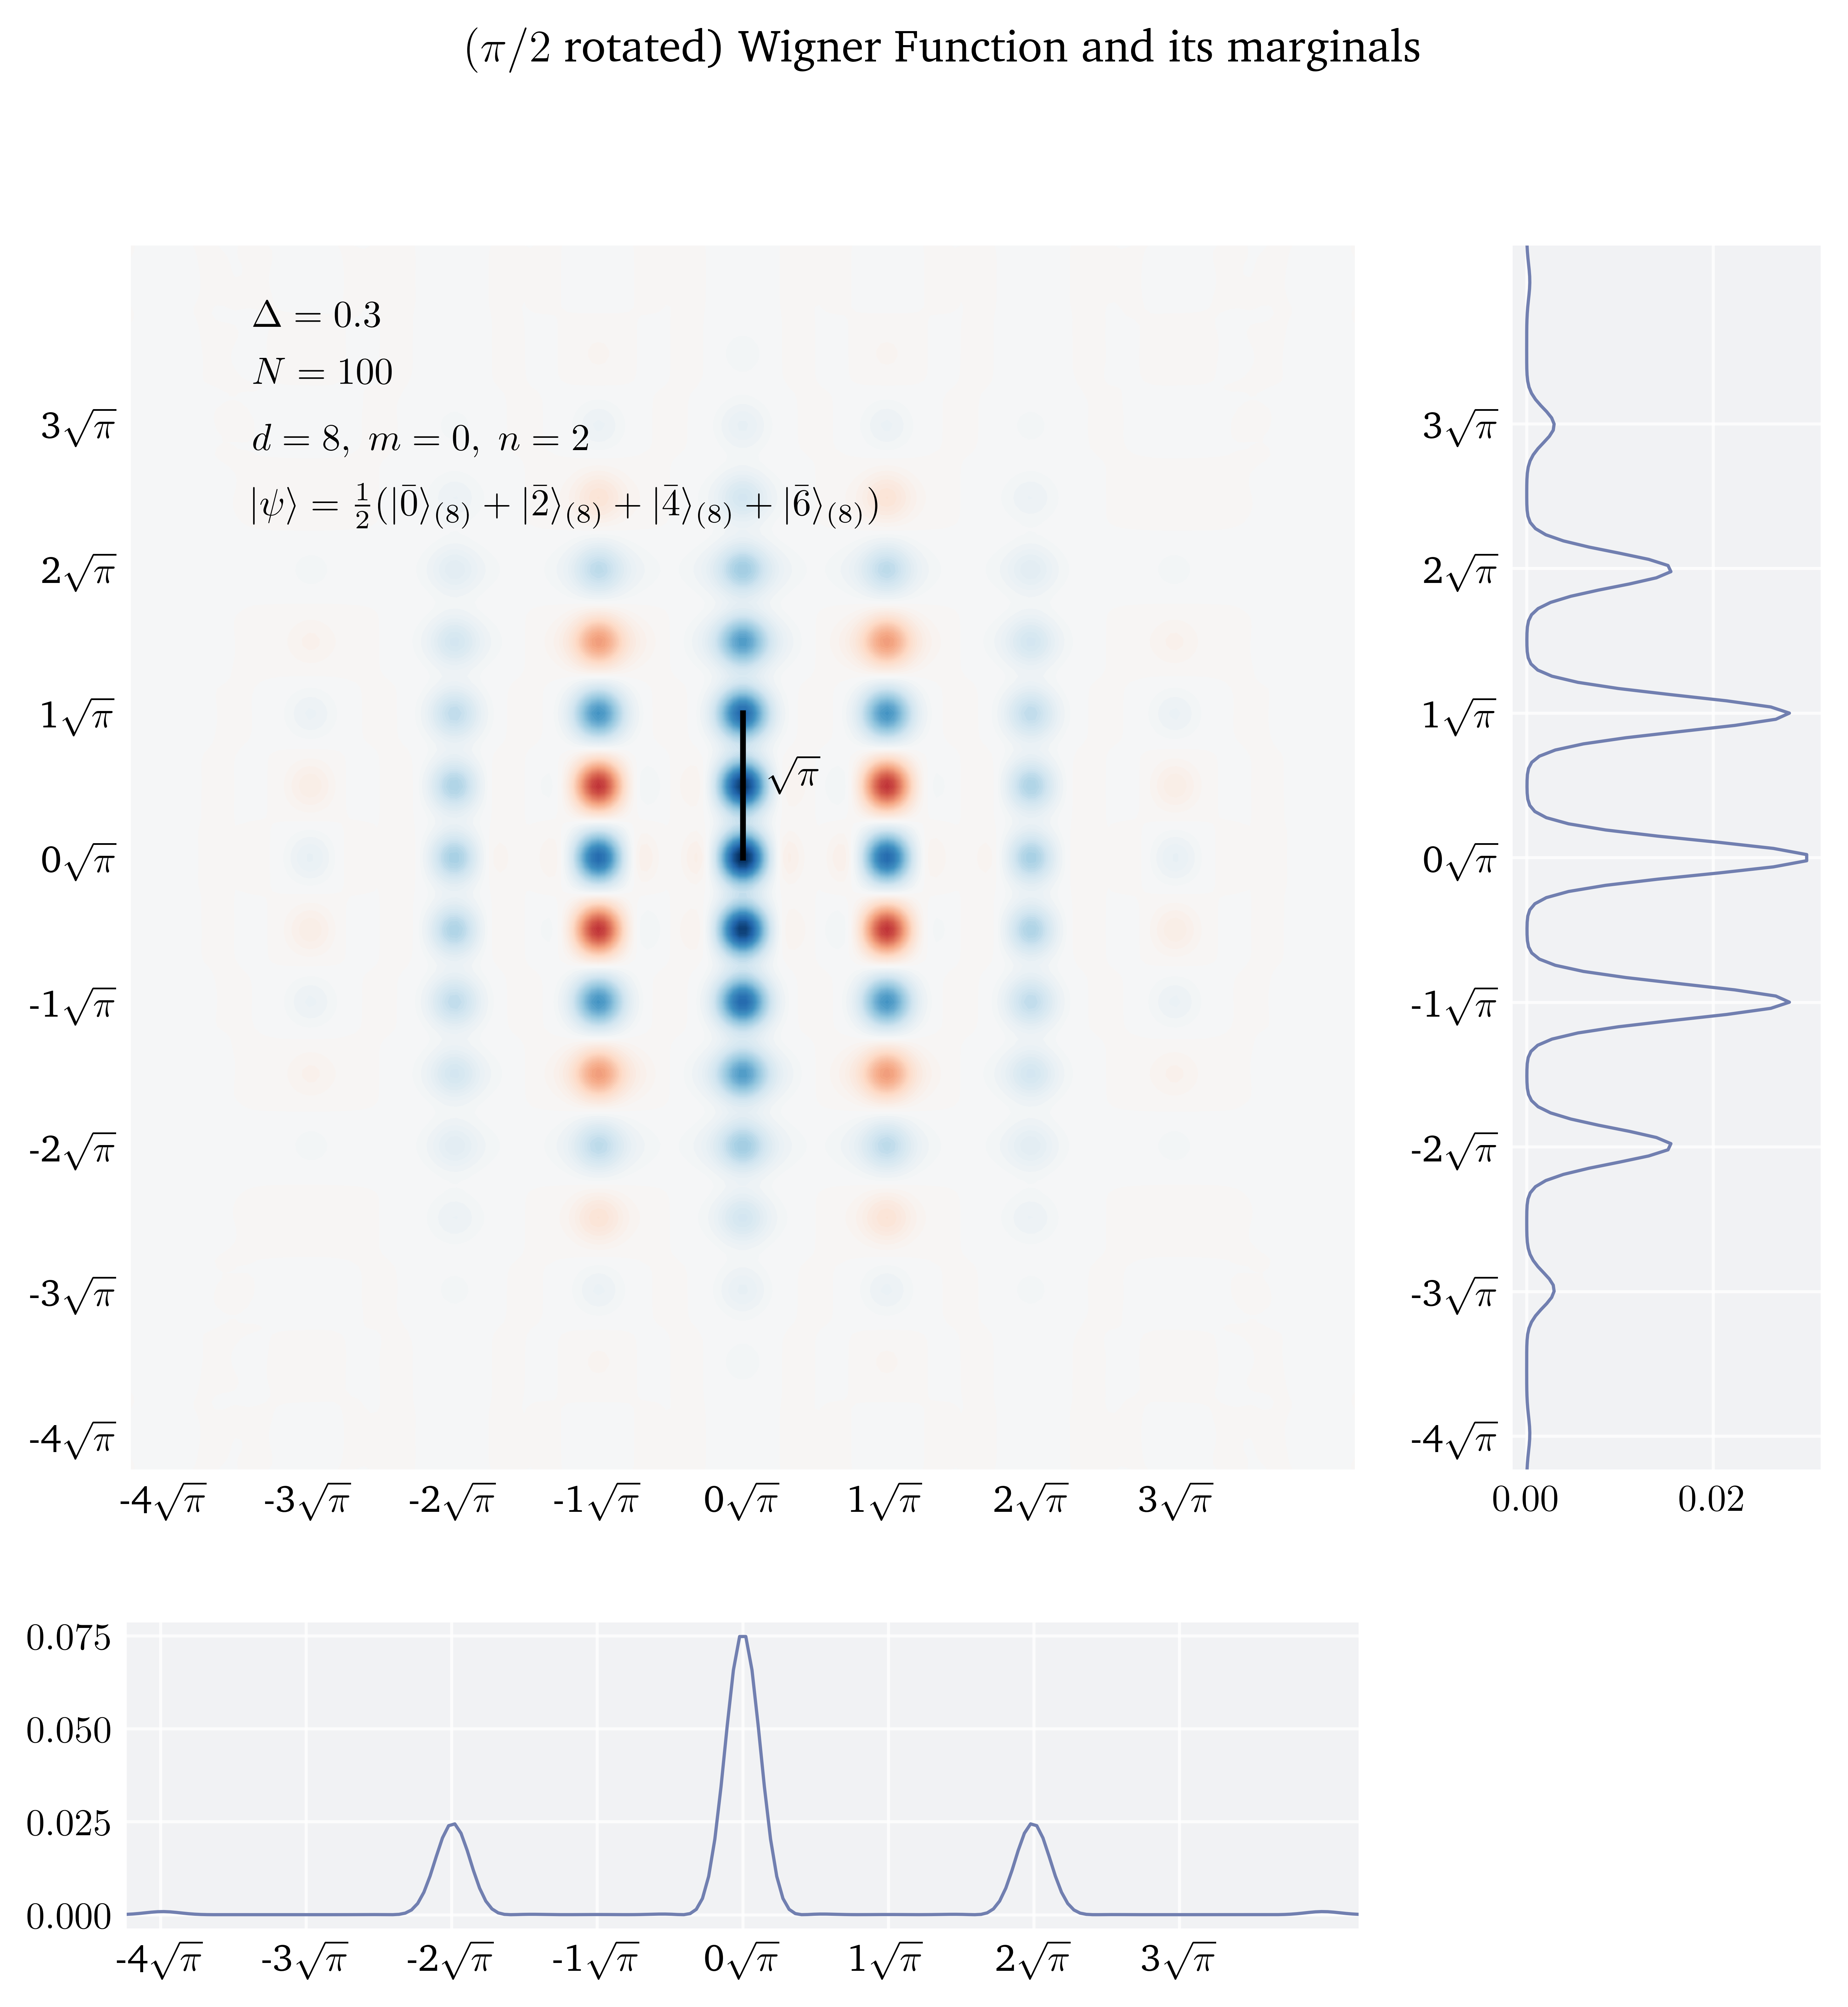 (π/2 rotated) Wigner Function and its marginals
Δ = 0.3
N = 100
d = 8, m = 0, n = 2
|ψ⟩ = ½(|0̄⟩₍₈₎ + |2̄⟩₍₈₎ + |4̄⟩₍₈₎ + |6̄⟩₍₈₎)
√π
3√π
2√π
1√π
0√π
-1√π
-2√π
-3√π
-4√π
-4√π -3√π -2√π -1√π 0√π 1√π 2√π 3√π
3√π
2√π
1√π
0√π
-1√π
-2√π
-3√π
-4√π
0.00 0.02
0.075
0.050
0.025
0.000
-4√π -3√π -2√π -1√π 0√π 1√π 2√π 3√π